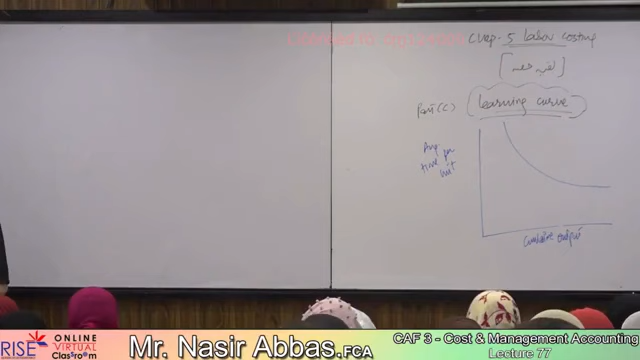 Chap-5 Labor costing
Part (C)
learning curve
Avg
time per
unit
Cumulative output
RISE
ONLINE
VIRTUAL
Classroom
Mr. Nasir Abbas, FCA
CAF 3 - Cost & Management Accounting
Lecture 77